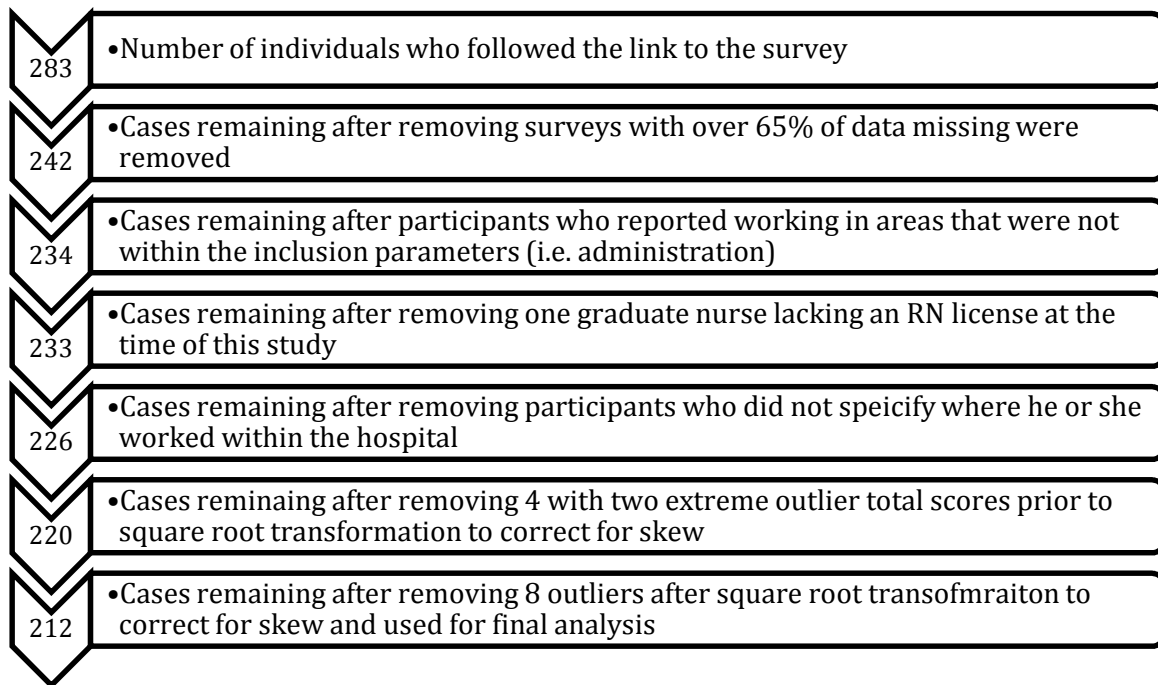 283
•Number of individuals who followed the link to the survey
242
•Cases remaining after removing surveys with over 65% of data missing were
removed
234
•Cases remaining after participants who reported working in areas that were not
within the inclusion parameters (i.e. administration)
233
•Cases remaining after removing one graduate nurse lacking an RN license at the
time of this study
226
•Cases remaining after removing participants who did not speicify where he or she
worked within the hospital
220
•Cases reminaing after removing 4 with two extreme outlier total scores prior to
square root transformation to correct for skew
212
•Cases remaining after removing 8 outliers after square root transofmraiton to
correct for skew and used for final analysis